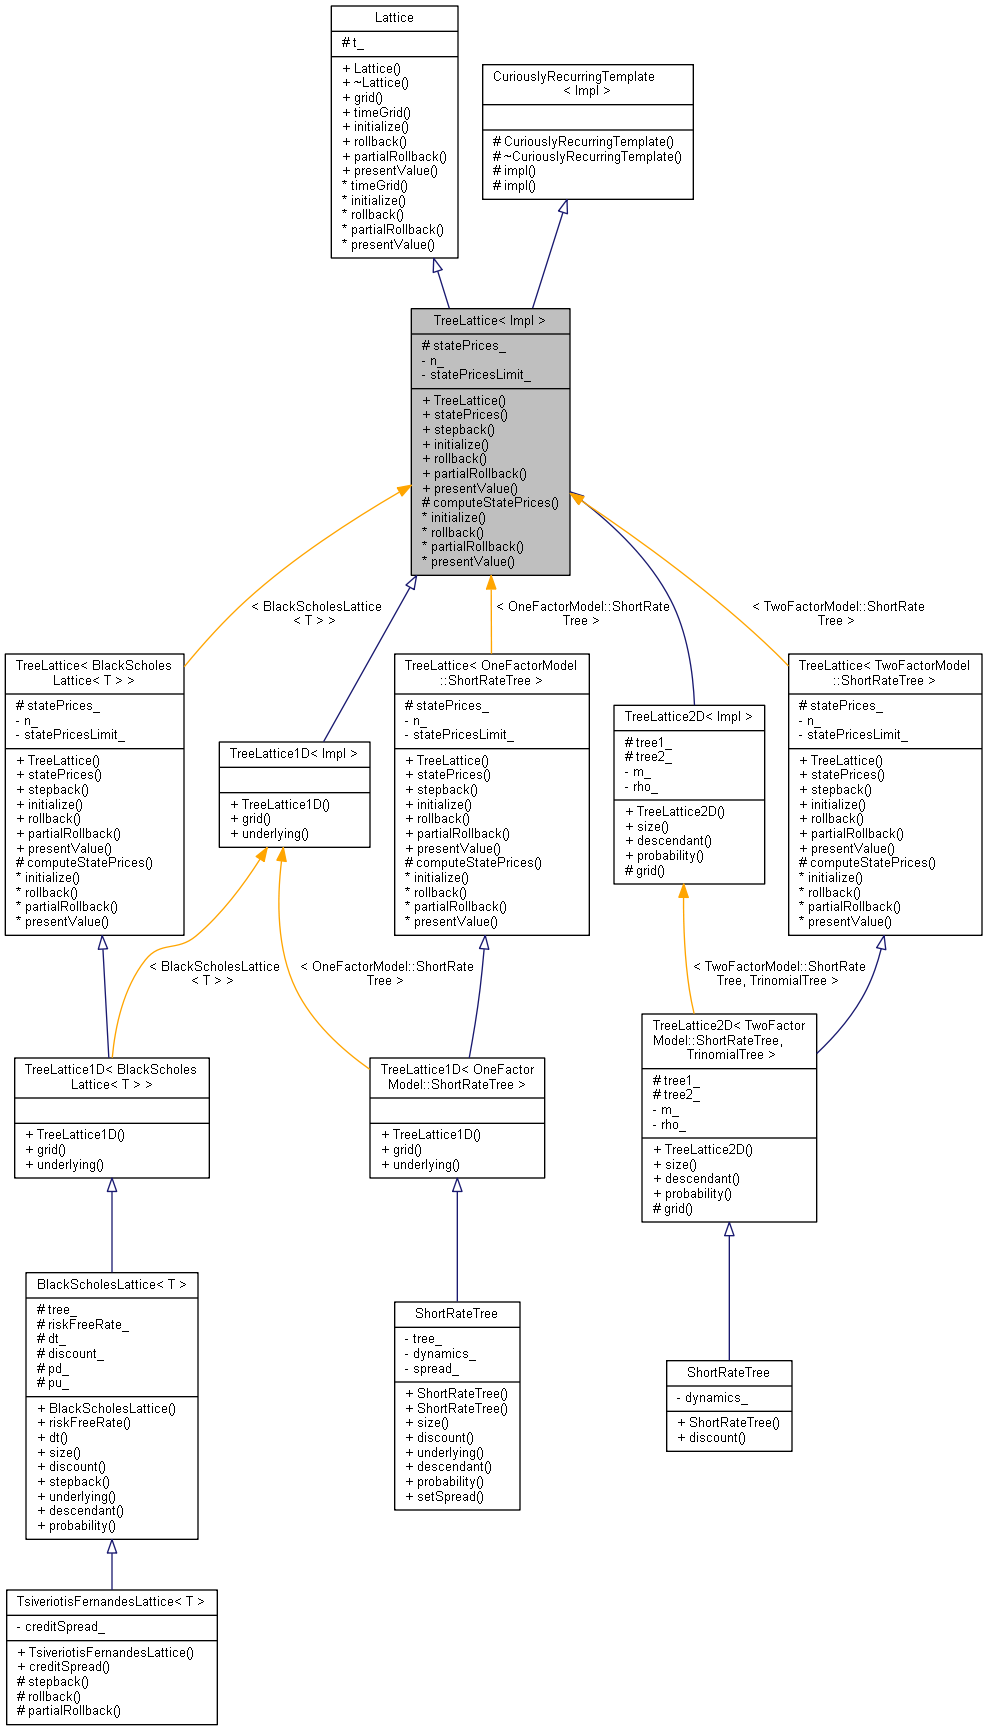 Lattice
# t_
+ Lattice()
+ ~Lattice()
+ grid()
+ timeGrid()
+ initialize()
+ rollback()
+ partialRollback()
+ presentValue()
* timeGrid()
* initialize()
* rollback()
* partialRollback()
* presentValue()
CuriouslyRecurringTemplate
< Impl >
# CuriouslyRecurringTemplate()
# ~CuriouslyRecurringTemplate()
# impl()
# impl()
TreeLattice< Impl >
# statePrices_
- n_
- statePricesLimit_
+ TreeLattice()
+ statePrices()
+ stepback()
+ initialize()
+ rollback()
+ partialRollback()
+ presentValue()
# computeStatePrices()
* initialize()
* rollback()
* partialRollback()
* presentValue()
< BlackScholesLattice
< T > >
< OneFactorModel::ShortRate
Tree >
< TwoFactorModel::ShortRate
Tree >
TreeLattice< BlackScholes
Lattice< T > >
# statePrices_
- n_
- statePricesLimit_
+ TreeLattice()
+ statePrices()
+ stepback()
+ initialize()
+ rollback()
+ partialRollback()
+ presentValue()
# computeStatePrices()
* initialize()
* rollback()
* partialRollback()
* presentValue()
TreeLattice1D< Impl >
+ TreeLattice1D()
+ grid()
+ underlying()
TreeLattice< OneFactorModel
::ShortRateTree >
# statePrices_
- n_
- statePricesLimit_
+ TreeLattice()
+ statePrices()
+ stepback()
+ initialize()
+ rollback()
+ partialRollback()
+ presentValue()
# computeStatePrices()
* initialize()
* rollback()
* partialRollback()
* presentValue()
TreeLattice2D< Impl >
# tree1_
# tree2_
- m_
- rho_
+ TreeLattice2D()
+ size()
+ descendant()
+ probability()
# grid()
TreeLattice< TwoFactorModel
::ShortRateTree >
# statePrices_
- n_
- statePricesLimit_
+ TreeLattice()
+ statePrices()
+ stepback()
+ initialize()
+ rollback()
+ partialRollback()
+ presentValue()
# computeStatePrices()
* initialize()
* rollback()
* partialRollback()
* presentValue()
< BlackScholesLattice
< T > >
< OneFactorModel::ShortRate
Tree >
< TwoFactorModel::ShortRate
Tree, TrinomialTree >
TreeLattice1D< BlackScholes
Lattice< T > >
+ TreeLattice1D()
+ grid()
+ underlying()
TreeLattice1D< OneFactor
Model::ShortRateTree >
+ TreeLattice1D()
+ grid()
+ underlying()
TreeLattice2D< TwoFactor
Model::ShortRateTree,
TrinomialTree >
# tree1_
# tree2_
- m_
- rho_
+ TreeLattice2D()
+ size()
+ descendant()
+ probability()
# grid()
BlackScholesLattice< T >
# tree_
# riskFreeRate_
# dt_
# discount_
# pd_
# pu_
+ BlackScholesLattice()
+ riskFreeRate()
+ dt()
+ size()
+ discount()
+ stepback()
+ underlying()
+ descendant()
+ probability()
ShortRateTree
- tree_
- dynamics_
- spread_
+ ShortRateTree()
+ ShortRateTree()
+ size()
+ discount()
+ underlying()
+ descendant()
+ probability()
+ setSpread()
ShortRateTree
- dynamics_
+ ShortRateTree()
+ discount()
TsiveriotisFernandesLattice< T >
- creditSpread_
+ TsiveriotisFernandesLattice()
+ creditSpread()
# stepback()
# rollback()
# partialRollback()